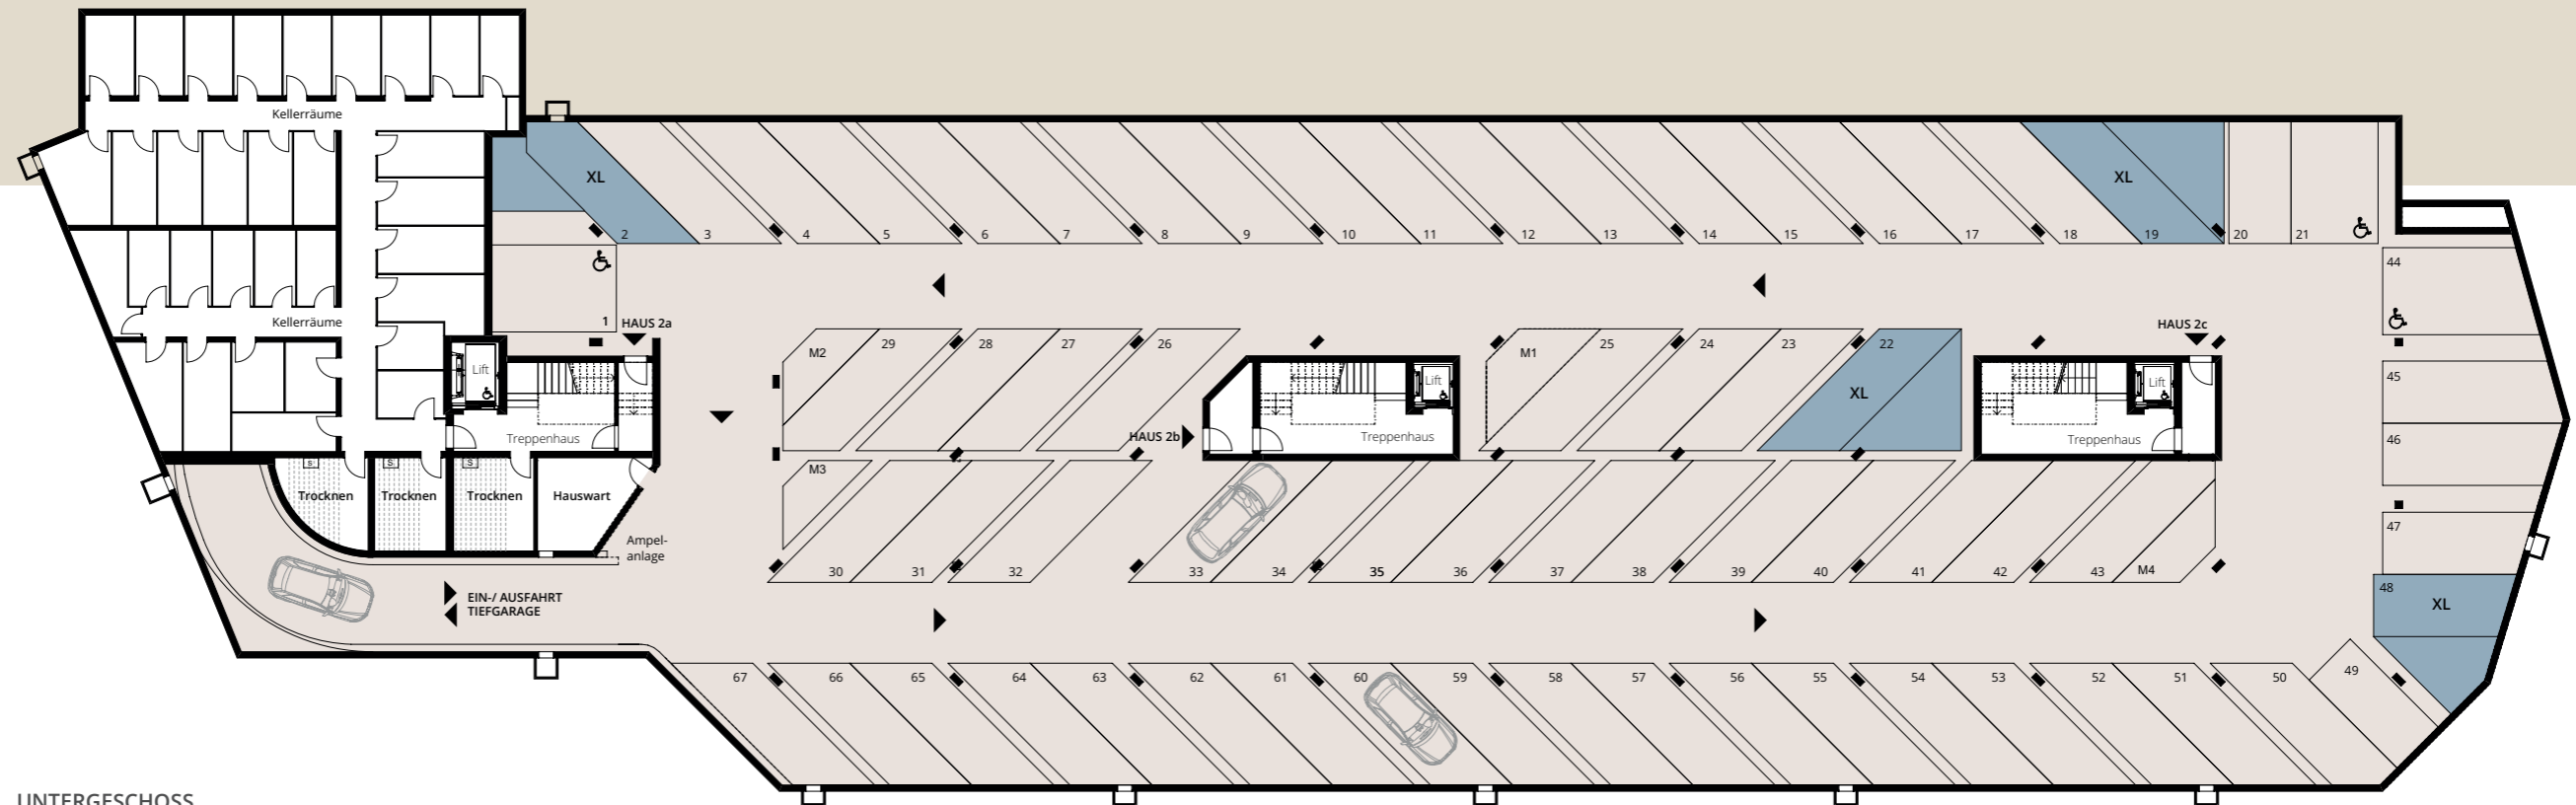 Kellerräume
XL
XL
2
3
4
5
6
7
8
9
10
11
12
13
14
15
16
17
18
19
20
21
44
Kellerräume
1
HAUS 2a
HAUS 2c
M2
29
28
27
26
M1
25
24
23
22
XL
45
Lift
Lift
Lift
Treppenhaus
HAUS 2b
Treppenhaus
Treppenhaus
46
M3
S
S
S
Trocknen
Trocknen
Trocknen
Hauswart
Ampel-
anlage
47
30
31
32
33
34
35
36
37
38
39
40
41
42
43
M4
48
XL
EIN-/ AUSFAHRT
TIEFGARAGE
67
66
65
64
63
62
61
60
59
58
57
56
55
54
53
52
51
50
49
UNTERGESCHOSS